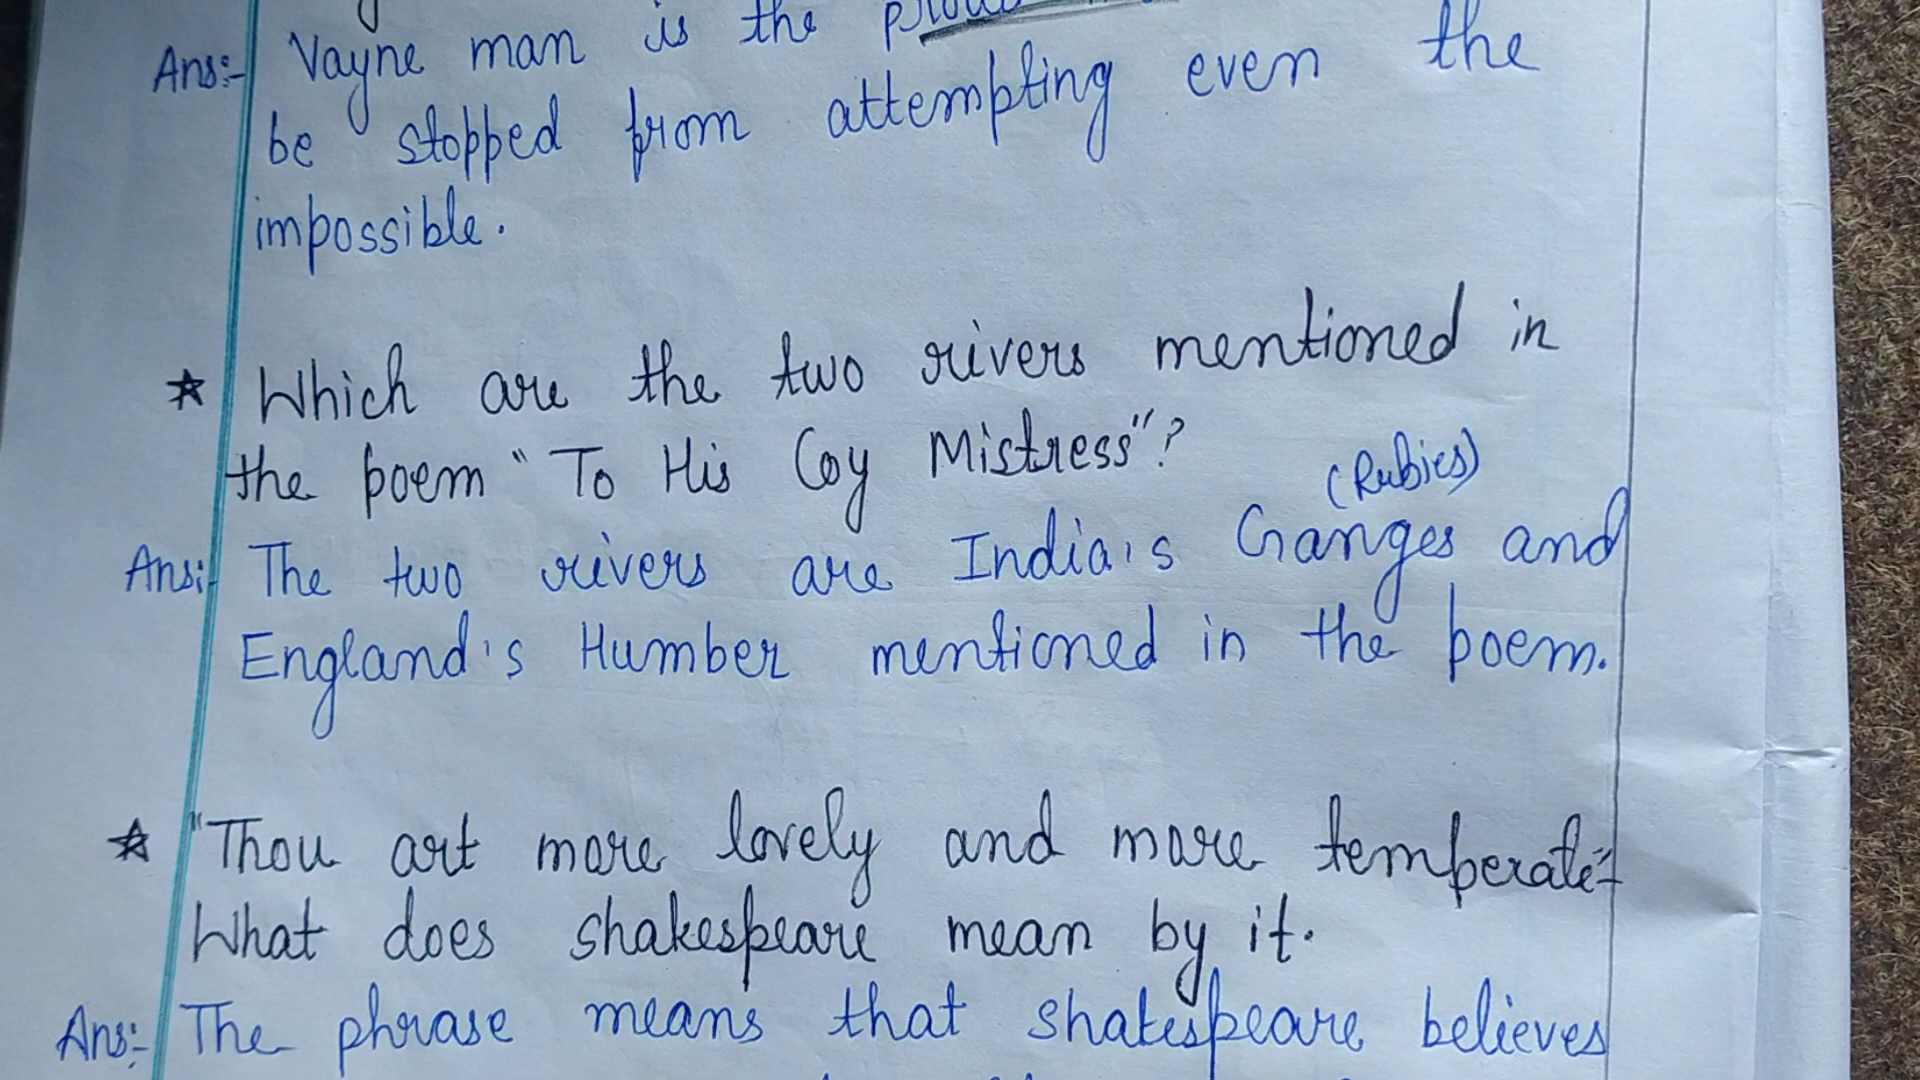 Ans:- Vayne man is the
be stopped from attempting even the
impossible.
☆ Which are the two rivers mentioned in
the poem "To His Coy Mistress"?
(Rubies)
Ans:- The two rivers are India's Ganges and
England's Humber mentioned in the poem.
☆ "Thou art more lovely and more temperate"-
What does shakespeare mean by it.
Ans:- The phrase means that shakespeare believes